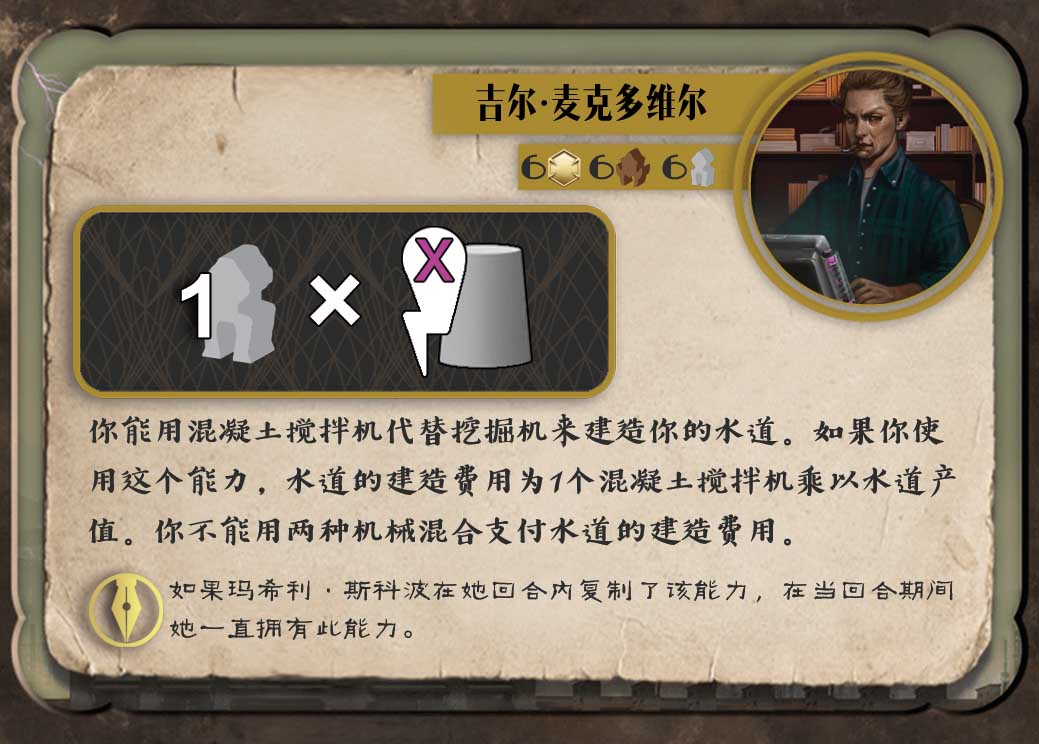 吉尔·麦克多维尔
6 6 6
1 × X
你能用混凝土搅拌机代替挖掘机来建造你的水道。如果你使
用这个能力，水道的建造费用为1个混凝土搅拌机乘以水道产
值。你不能用两种机械混合支付水道的建造费用。
如果玛希利·斯科波在她回合内复制了该能力，在当回合期间
她一直拥有此能力。